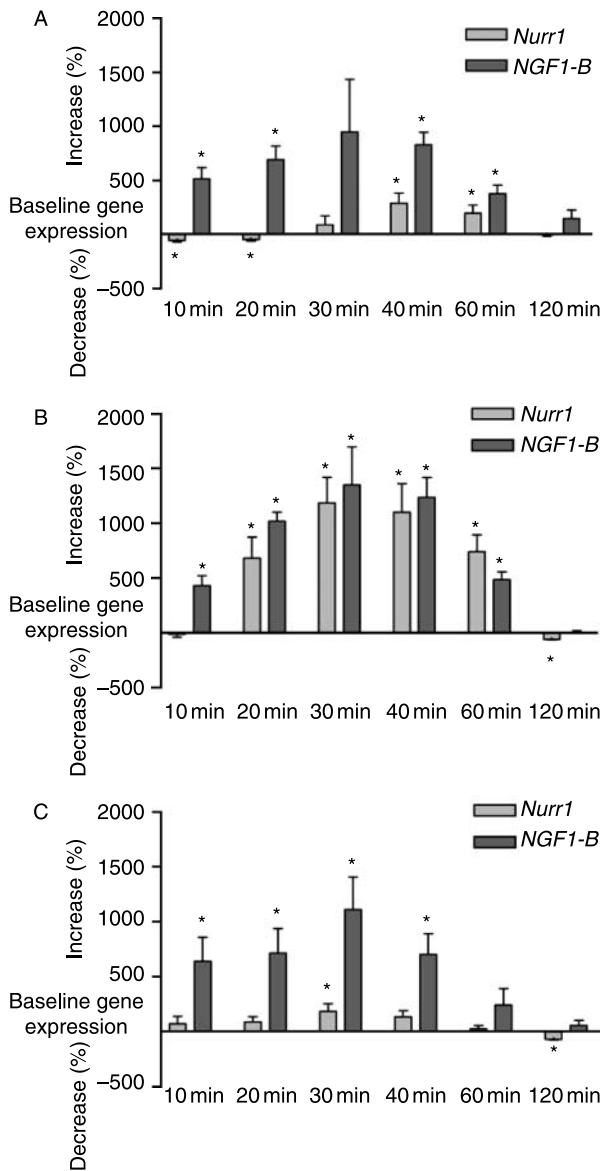 A
2000
Nurr1
NGF1-B
1500
1000
500
Increase (%)
Baseline gene
expression
Decrease (%)
–500
* * * * * * *
10 min 20 min 30 min 40 min 60 min 120 min
B
2000
Nurr1
NGF1-B
1500
1000
500
Increase (%)
Baseline gene
expression
Decrease (%)
–500
* * * * * * * * * *
10 min 20 min 30 min 40 min 60 min 120 min
C
2000
Nurr1
NGF1-B
1500
1000
500
Increase (%)
Baseline gene
expression
Decrease (%)
–500
* * * * * *
10 min 20 min 30 min 40 min 60 min 120 min